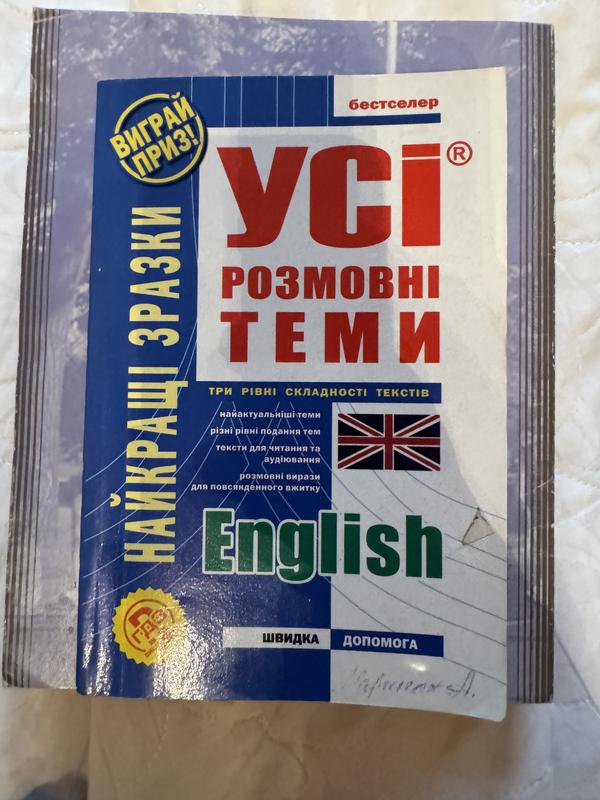 бестселер
ВИГРАЙ
ПРИЗ!
УСІ®
РОЗМОВНІ
ТЕМИ
НАЙКРАЩІ ЗРАЗКИ
ТРИ РІВНІ СКЛАДНОСТІ ТЕКСТІВ
найактуальніші теми
різні рівні подання тем
тексти для читання та
аудіювання
розмовні вирази
для повсякденного вжитку
English
ШВИДКА ДОПОМОГА